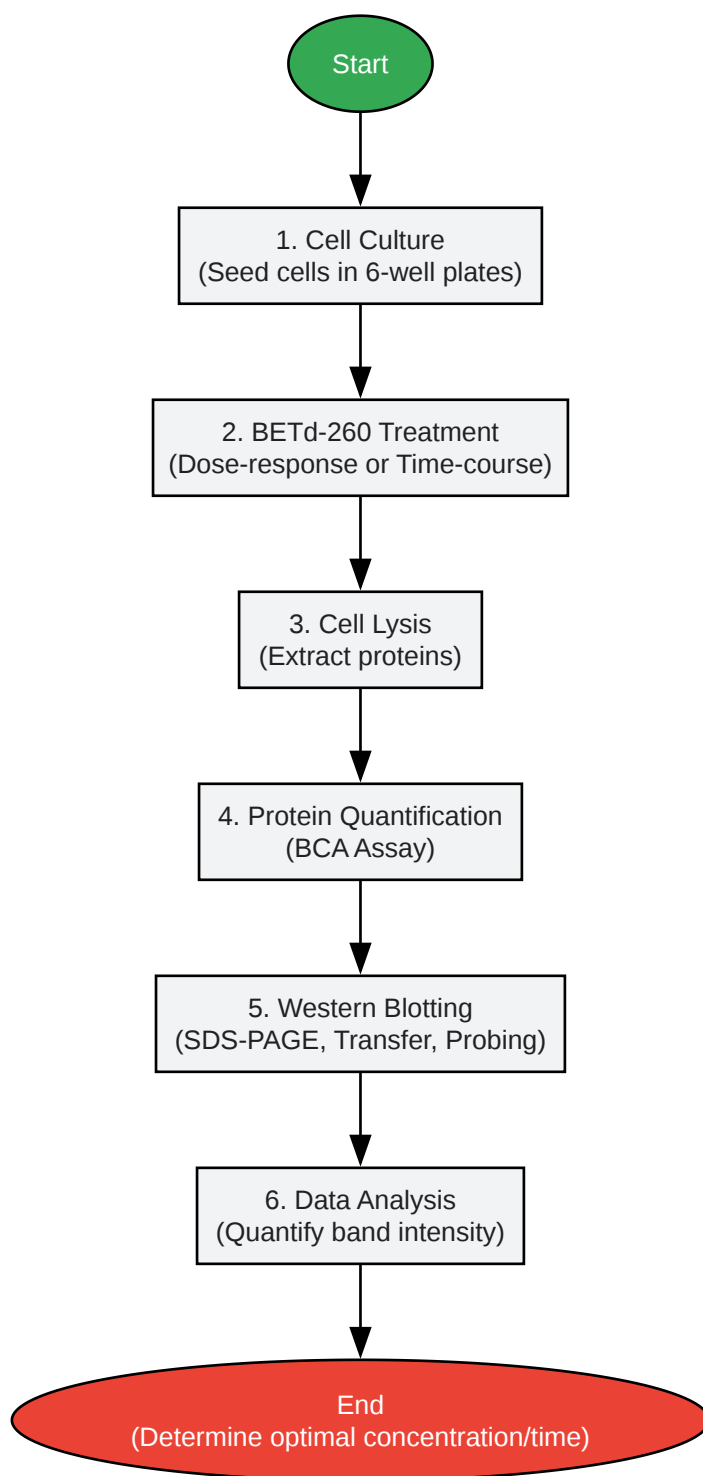 Start
1. Cell Culture
(Seed cells in 6-well plates)
2. BETd-260 Treatment
(Dose-response or Time-course)
3. Cell Lysis
(Extract proteins)
4. Protein Quantification
(BCA Assay)
5. Western Blotting
(SDS-PAGE, Transfer, Probing)
6. Data Analysis
(Quantify band intensity)
End
(Determine optimal concentration/time)